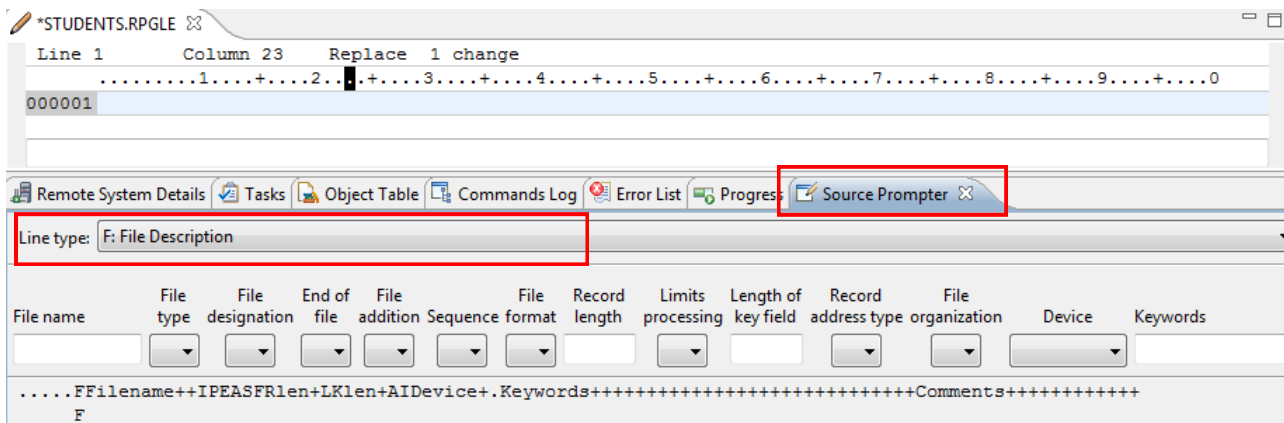 *STUDENTS.RPGLE
Line 1 Column 23 Replace 1 change
.........1....+....2....+....3....+....4....+....5....+....6....+....7....+....8....+....9....+....0
000001
Remote System Details Tasks Object Table Commands Log Error List Progress Source Prompter
Line type: F: File Description
File name File type File designation End of file File addition Sequence File format Record length Limits processing Length of key field Record address type File organization Device Keywords
.....FFilename++IPEASFRlen+LKlen+AIDevice+.Keywords+++++++++++++++++++++++++++++Comments++++++++++++
F